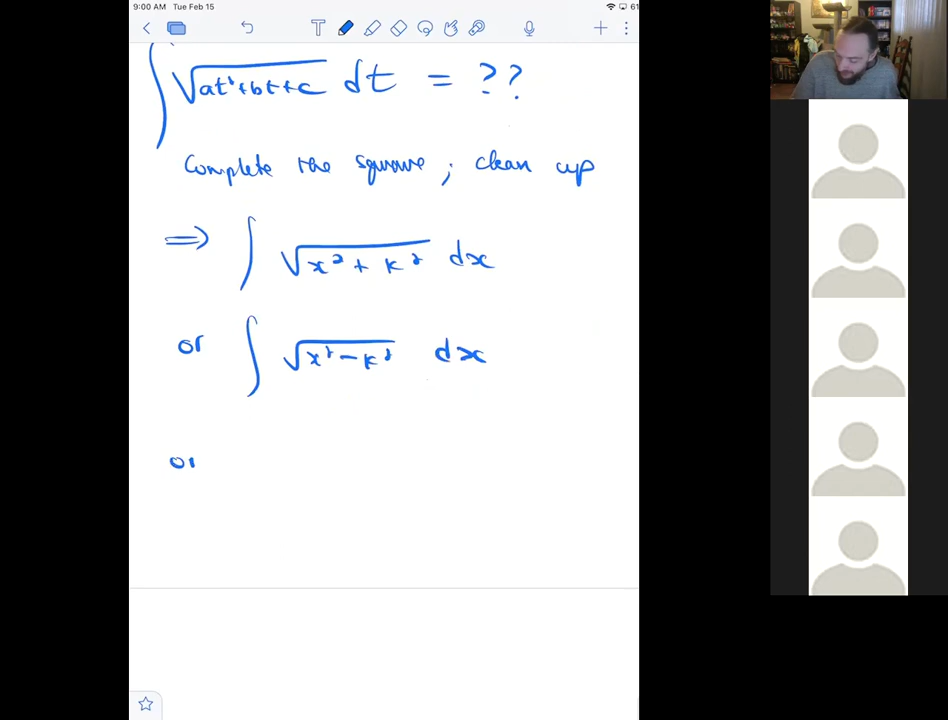 9:00 AM Tue Feb 15
61
∫ √(at²+bt+c) dt = ??
Complete the square ; clean up
⇒ ∫ √(x² + k²) dx
or ∫ √(x² − k²) dx
or